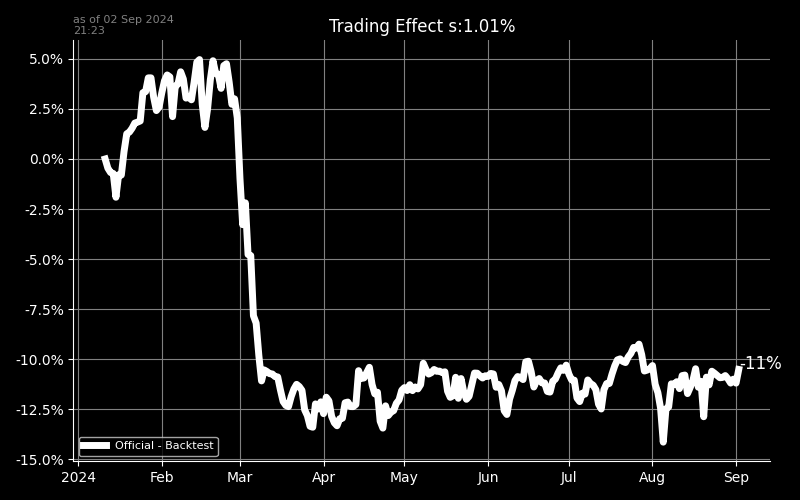 as of 02 Sep 2024
21:23
Trading Effect s:1.01%
5.0%
2.5%
0.0%
-2.5%
-5.0%
-7.5%
-10.0%
-12.5%
-15.0%
-11%
Official - Backtest
2024 Feb Mar Apr May Jun Jul Aug Sep